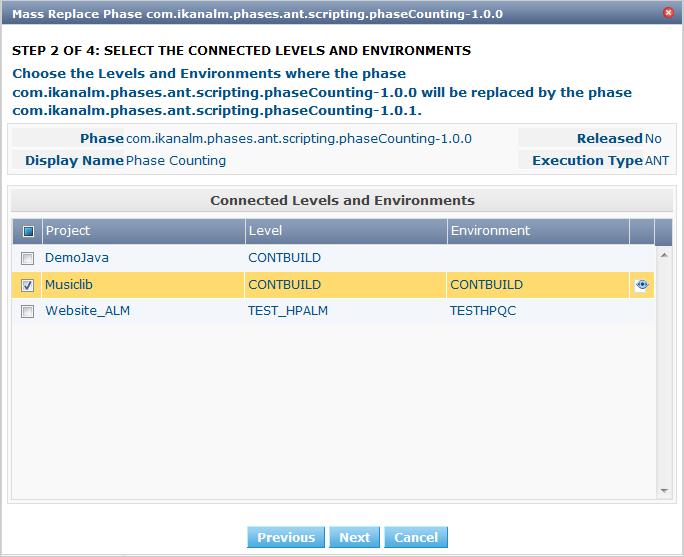 Mass Replace Phase com.ikanalm.phases.ant.scripting.phaseCounting-1.0.0
STEP 2 OF 4: SELECT THE CONNECTED LEVELS AND ENVIRONMENTS
Choose the Levels and Environments where the phase
com.ikanalm.phases.ant.scripting.phaseCounting-1.0.0 will be replaced by the phase
com.ikanalm.phases.ant.scripting.phaseCounting-1.0.1.
Phase com.ikanalm.phases.ant.scripting.phaseCounting-1.0.0 Released No
Display Name Phase Counting Execution Type ANT
Connected Levels and Environments
Project Level Environment
DemoJava CONTBUILD
Musiclib CONTBUILD CONTBUILD
Website_ALM TEST_HPALM TESTHPQC
Previous Next Cancel